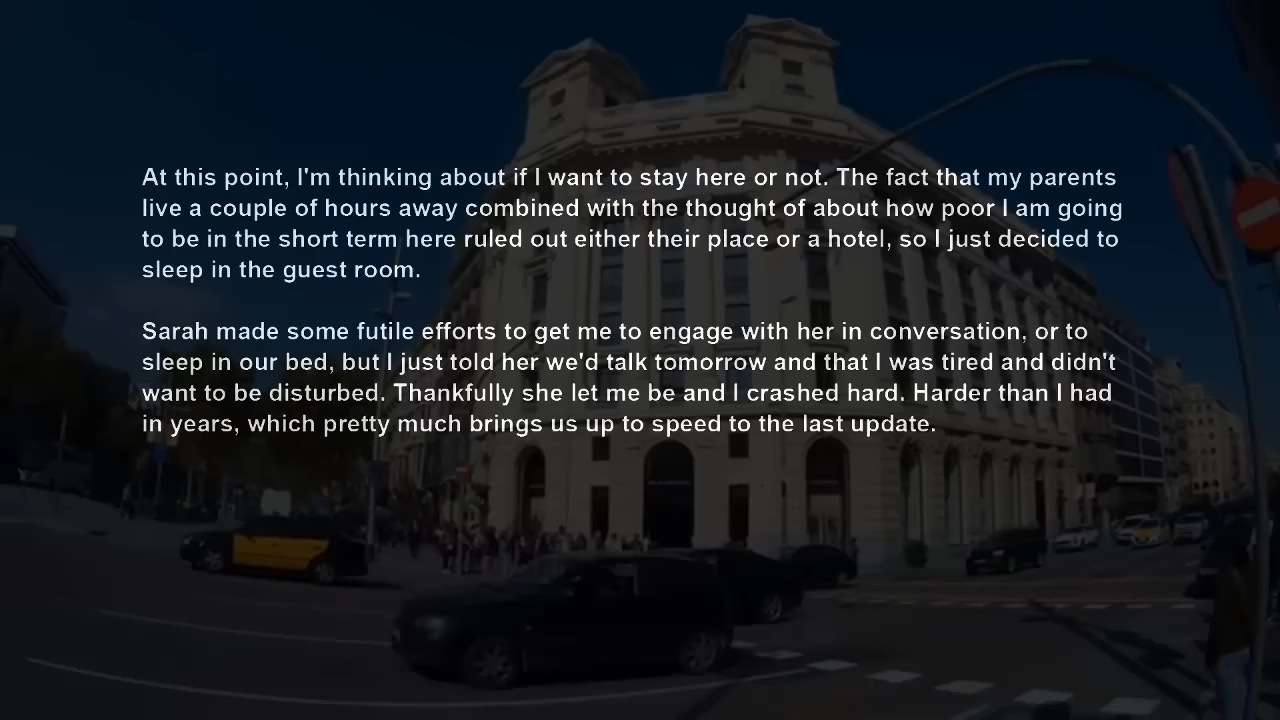 At this point, I'm thinking about if I want to stay here or not. The fact that my parents
live a couple of hours away combined with the thought of about how poor I am going
to be in the short term here ruled out either their place or a hotel, so I just decided to
sleep in the guest room.
Sarah made some futile efforts to get me to engage with her in conversation, or to
sleep in our bed, but I just told her we'd talk tomorrow and that I was tired and didn't
want to be disturbed. Thankfully she let me be and I crashed hard. Harder than I had
in years, which pretty much brings us up to speed to the last update.